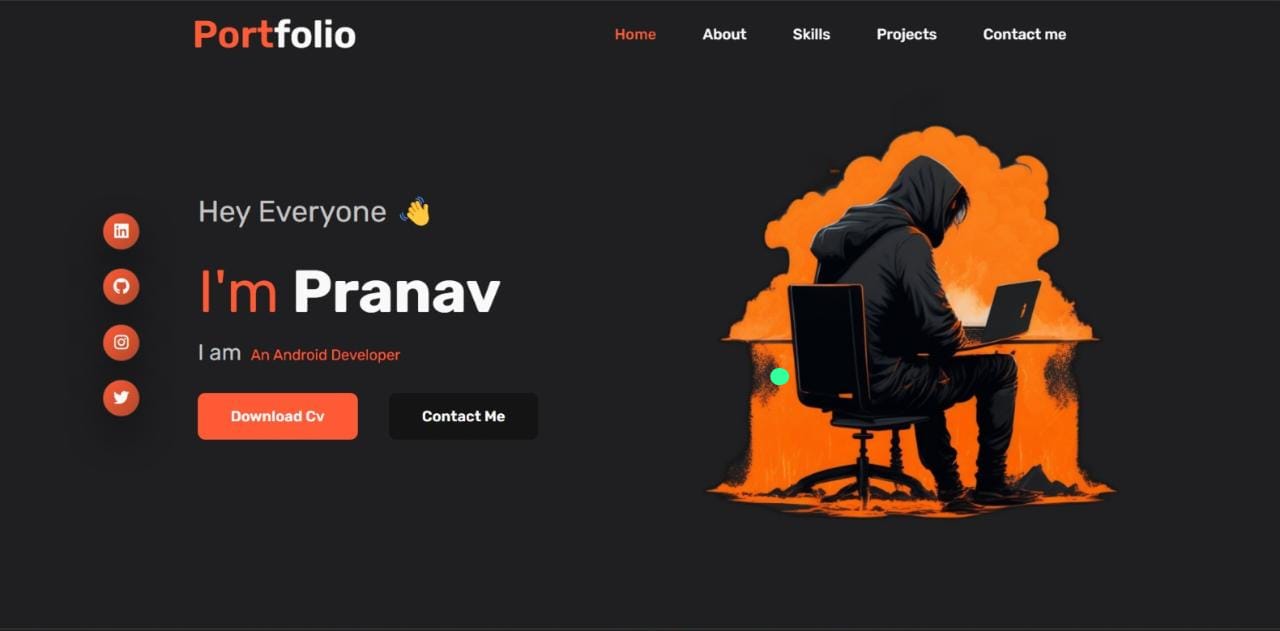 Portfolio
Home About Skills Projects Contact me
Hey Everyone 👋
I'm Pranav
I am An Android Developer
Download Cv Contact Me